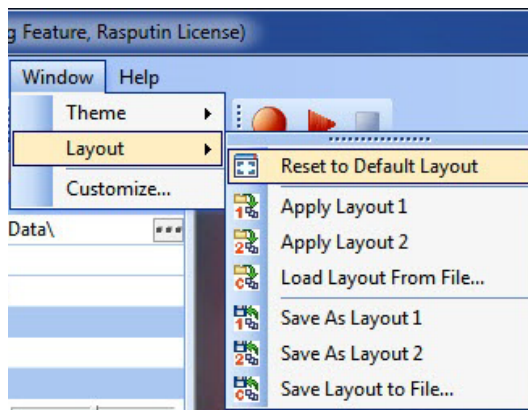 g Feature, Rasputin License)
Window Help
Theme
Layout
Customize...
Data\
Reset to Default Layout
Apply Layout 1
Apply Layout 2
Load Layout From File...
Save As Layout 1
Save As Layout 2
Save Layout to File...